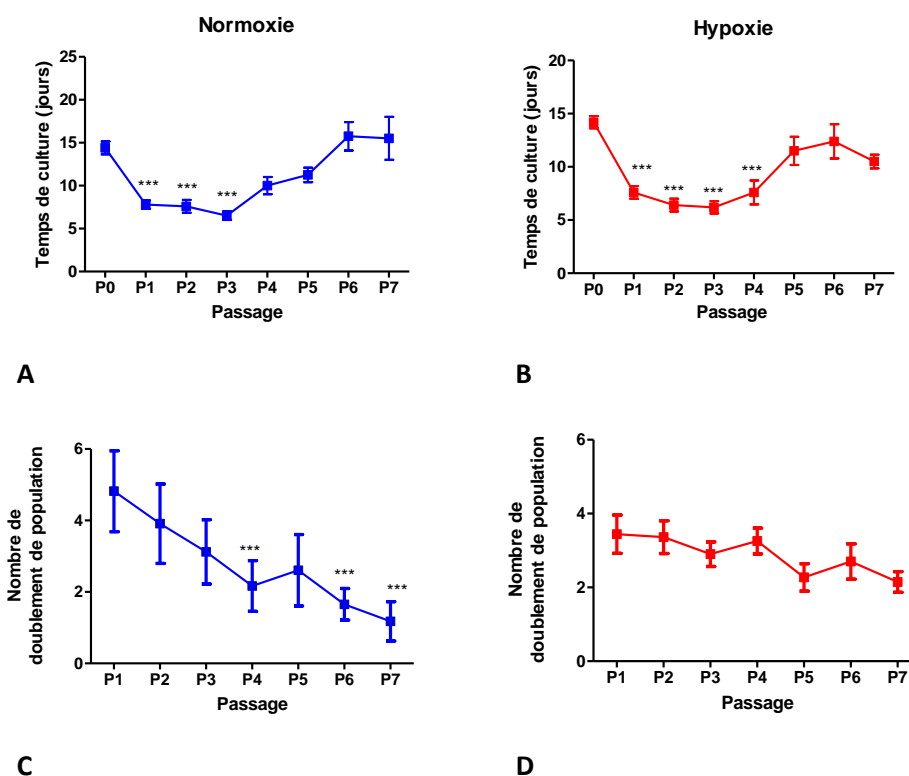 Normoxie
Temps de culture (jours)
25
20
15
10
5
0
***
***
***
P0 P1 P2 P3 P4 P5 P6 P7
Passage
A
Hypoxie
Temps de culture (jours)
20
15
10
5
0
***
***
***
***
P0 P1 P2 P3 P4 P5 P6 P7
Passage
B
Nombre de
doublement de population
6
4
2
0
***
***
***
P1 P2 P3 P4 P5 P6 P7
Passage
C
Nombre de
doublement de population
6
4
2
0
P1 P2 P3 P4 P5 P6 P7
Passage
D